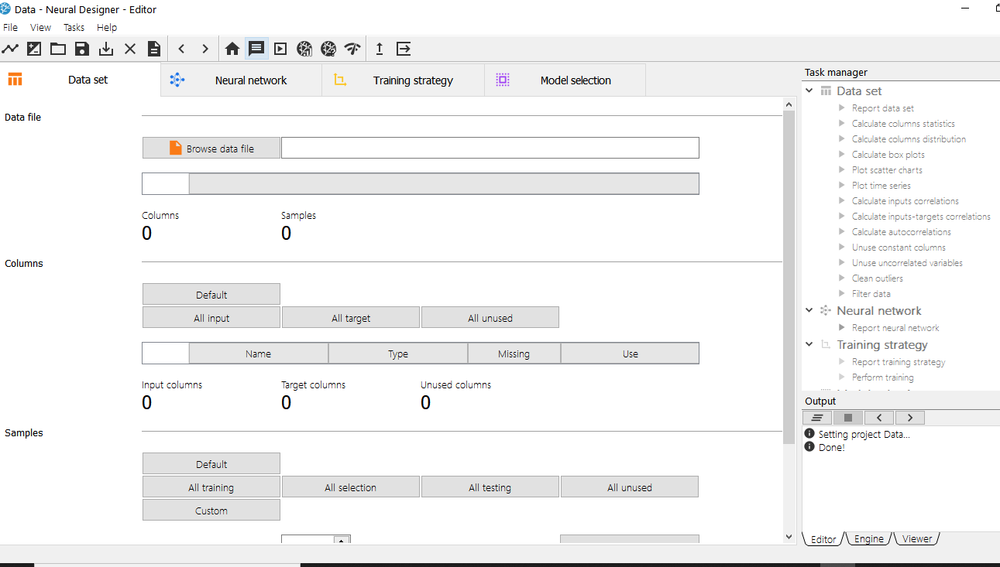 Data - Neural Designer - Editor
File View Tasks Help
Data set Neural network Training strategy Model selection
Data file
Browse data file
Columns Samples
0 0
Columns
Default
All input All target All unused
Name Type Missing Use
Input columns Target columns Unused columns
0 0 0
Samples
Default
All training All selection All testing All unused
Custom
Task manager
Data set
Report data set
Calculate columns statistics
Calculate columns distribution
Calculate box plots
Plot scatter charts
Plot time series
Calculate inputs correlations
Calculate inputs-targets correlations
Calculate autocorrelations
Unuse constant columns
Unuse uncorrelated variables
Clean outliers
Filter data
Neural network
Report neural network
Training strategy
Report training strategy
Perform training
Output
Setting project Data...
Done!
Editor Engine Viewer